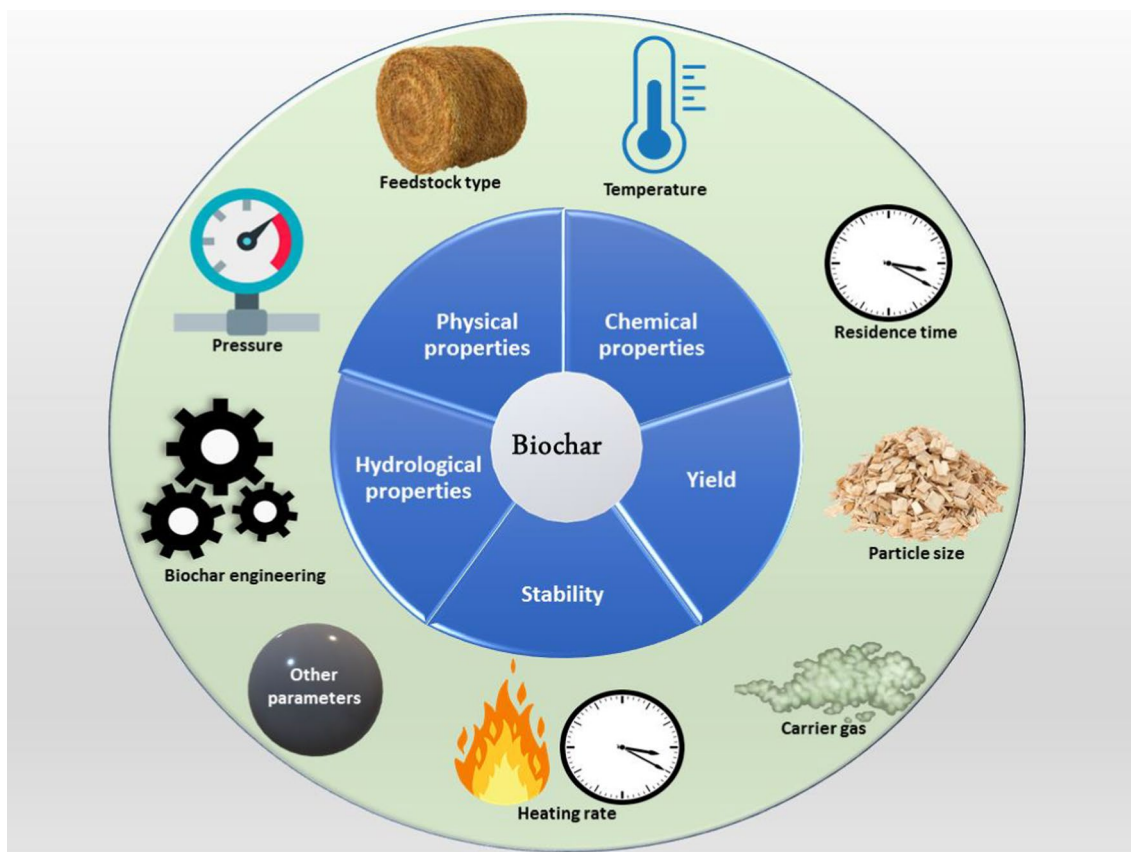 Feedstock type
Temperature
Pressure
Residence time
Physical
properties
Chemical
properties
Biochar
Hydrological
properties
Yield
Particle size
Biochar engineering
Stability
Other
parameters
Carrier gas
Heating rate